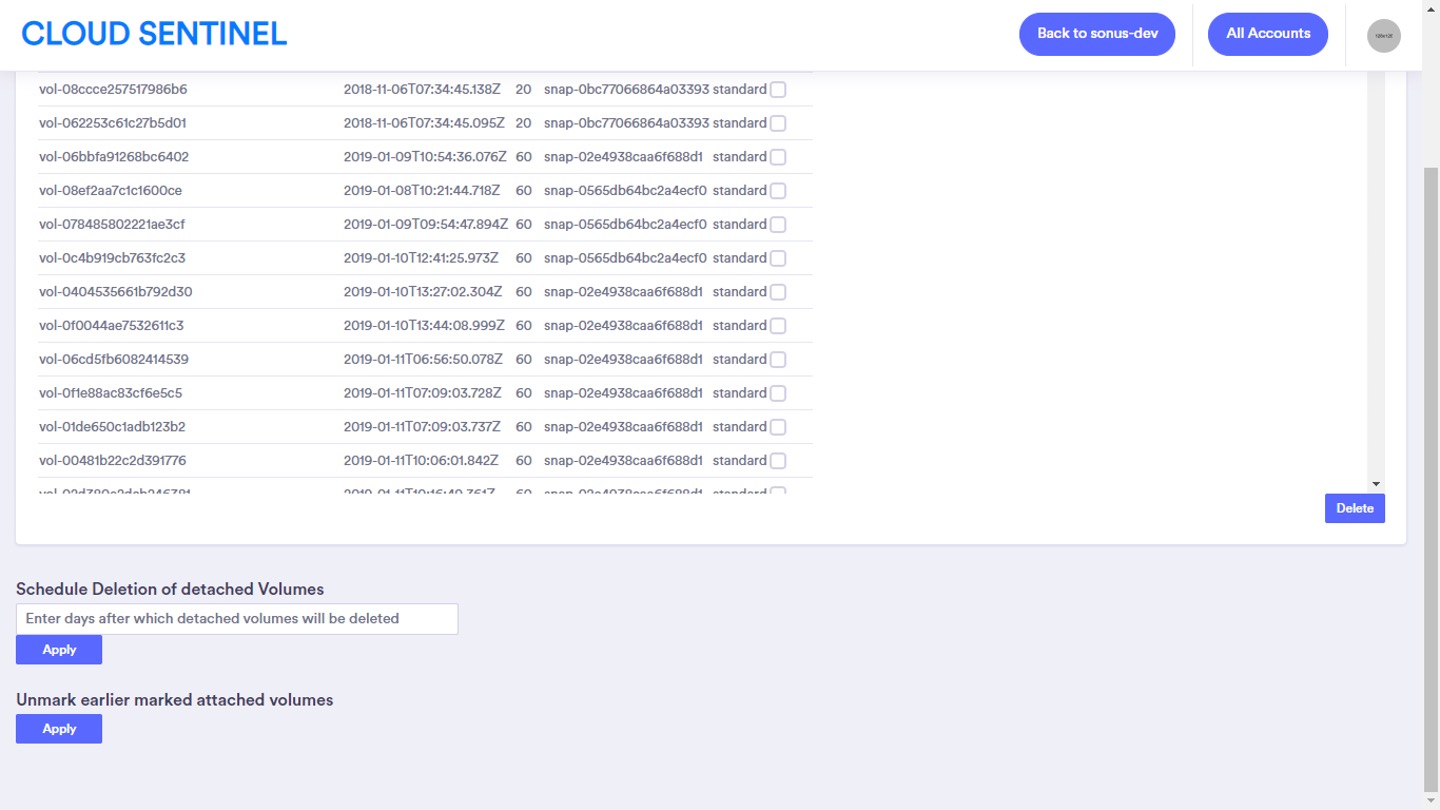 CLOUD SENTINEL Back to sonus-dev All Accounts
vol-08ccce257517986b6 2018-11-06T07:34:45.138Z 20 snap-0bc77066864a03393 standard
vol-062253c61c27b5d01 2018-11-06T07:34:45.095Z 20 snap-0bc77066864a03393 standard
vol-06bbfa91268bc6402 2019-01-09T10:54:36.076Z 60 snap-02e4938caa6f688d1 standard
vol-08ef2aa7c1c1600ce 2019-01-08T10:21:44.718Z 60 snap-0565db64bc2a4ecf0 standard
vol-078485802221ae3cf 2019-01-09T09:54:47.894Z 60 snap-0565db64bc2a4ecf0 standard
vol-0c4b919cb763fc2c3 2019-01-10T12:41:25.973Z 60 snap-0565db64bc2a4ecf0 standard
vol-0404535661b792d30 2019-01-10T13:27:02.304Z 60 snap-02e4938caa6f688d1 standard
vol-0f0044ae7532611c3 2019-01-10T13:44:08.999Z 60 snap-02e4938caa6f688d1 standard
vol-06cd5fb6082414539 2019-01-11T06:56:50.078Z 60 snap-02e4938caa6f688d1 standard
vol-0f1e88ac83cf6e5c5 2019-01-11T07:09:03.728Z 60 snap-02e4938caa6f688d1 standard
vol-01de650c1adb123b2 2019-01-11T07:09:03.737Z 60 snap-02e4938caa6f688d1 standard
vol-00481b22c2d391776 2019-01-11T10:06:01.842Z 60 snap-02e4938caa6f688d1 standard
60 snap-02e4938caa6f688d1 standard
Delete
Schedule Deletion of detached Volumes
Enter days after which detached volumes will be deleted
Apply
Unmark earlier marked attached volumes
Apply